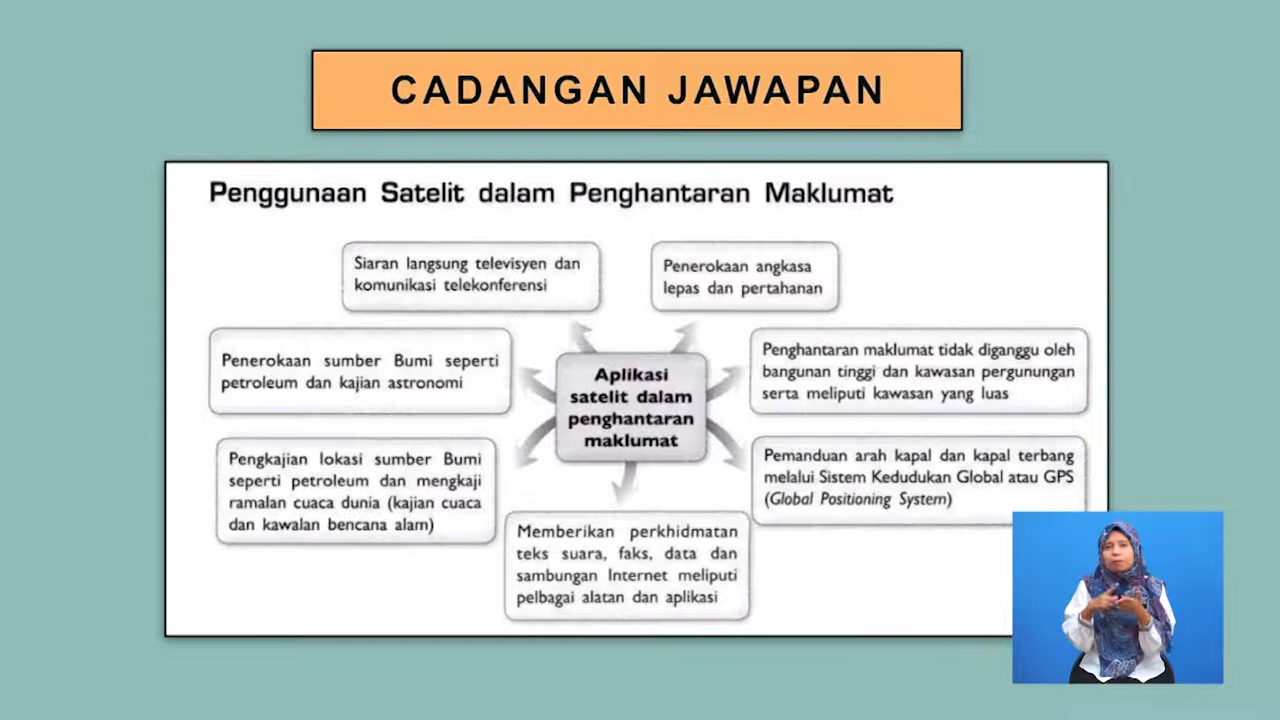 CADANGAN JAWAPAN
Penggunaan Satelit dalam Penghantaran Maklumat
Siaran langsung televisyen dan
komunikasi telekonferensi
Penerokaan angkasa
lepas dan pertahanan
Penerokaan sumber Bumi seperti
petroleum dan kajian astronomi
Aplikasi
satelit dalam
penghantaran
maklumat
Penghantaran maklumat tidak diganggu oleh
bangunan tinggi dan kawasan pergunungan
serta meliputi kawasan yang luas
Pengkajian lokasi sumber Bumi
seperti petroleum dan mengkaji
ramalan cuaca dunia (kajian cuaca
dan kawalan bencana alam)
Pemanduan arah kapal dan kapal terbang
melalui Sistem Kedudukan Global atau GPS
(Global Positioning System)
Memberikan perkhidmatan
teks suara, faks, data dan
sambungan Internet meliputi
pelbagai alatan dan aplikasi